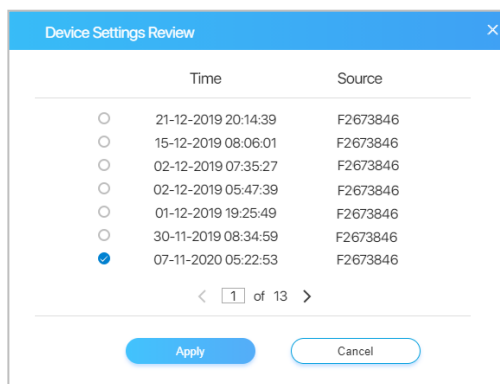 Device Settings Review
Time Source
21-12-2019 20:14:39 F2673846
15-12-2019 08:06:01 F2673846
02-12-2019 07:35:27 F2673846
02-12-2019 05:47:39 F2673846
01-12-2019 19:25:49 F2673846
30-11-2019 08:34:59 F2673846
07-11-2020 05:22:53 F2673846
1 of 13
Apply Cancel